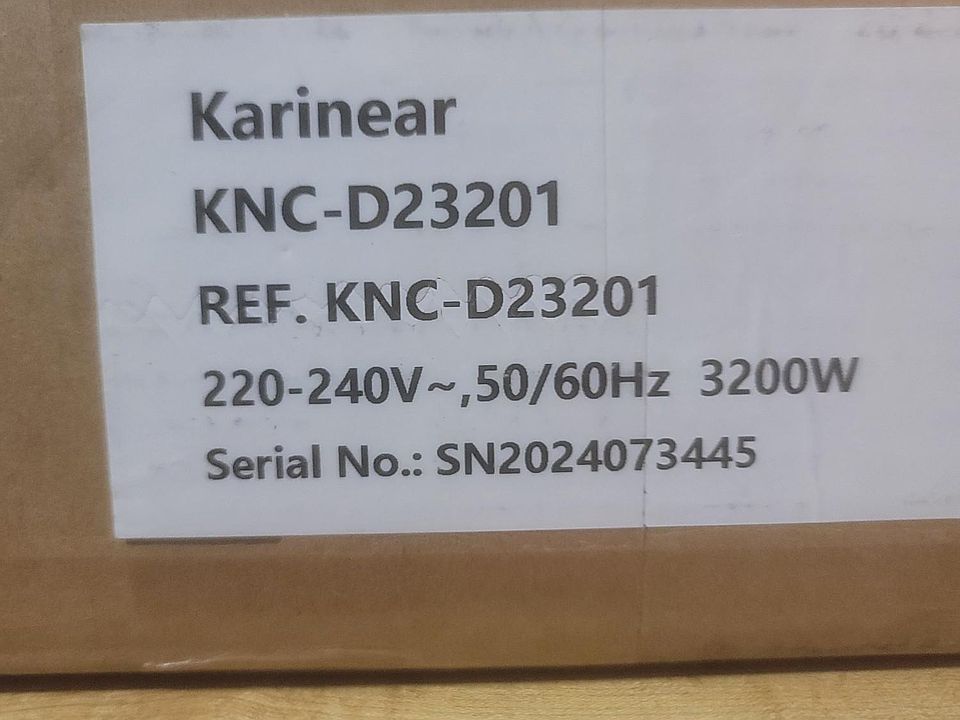 Karinear
KNC-D23201
REF. KNC-D23201
220-240V~,50/60Hz 3200W
Serial No.: SN2024073445